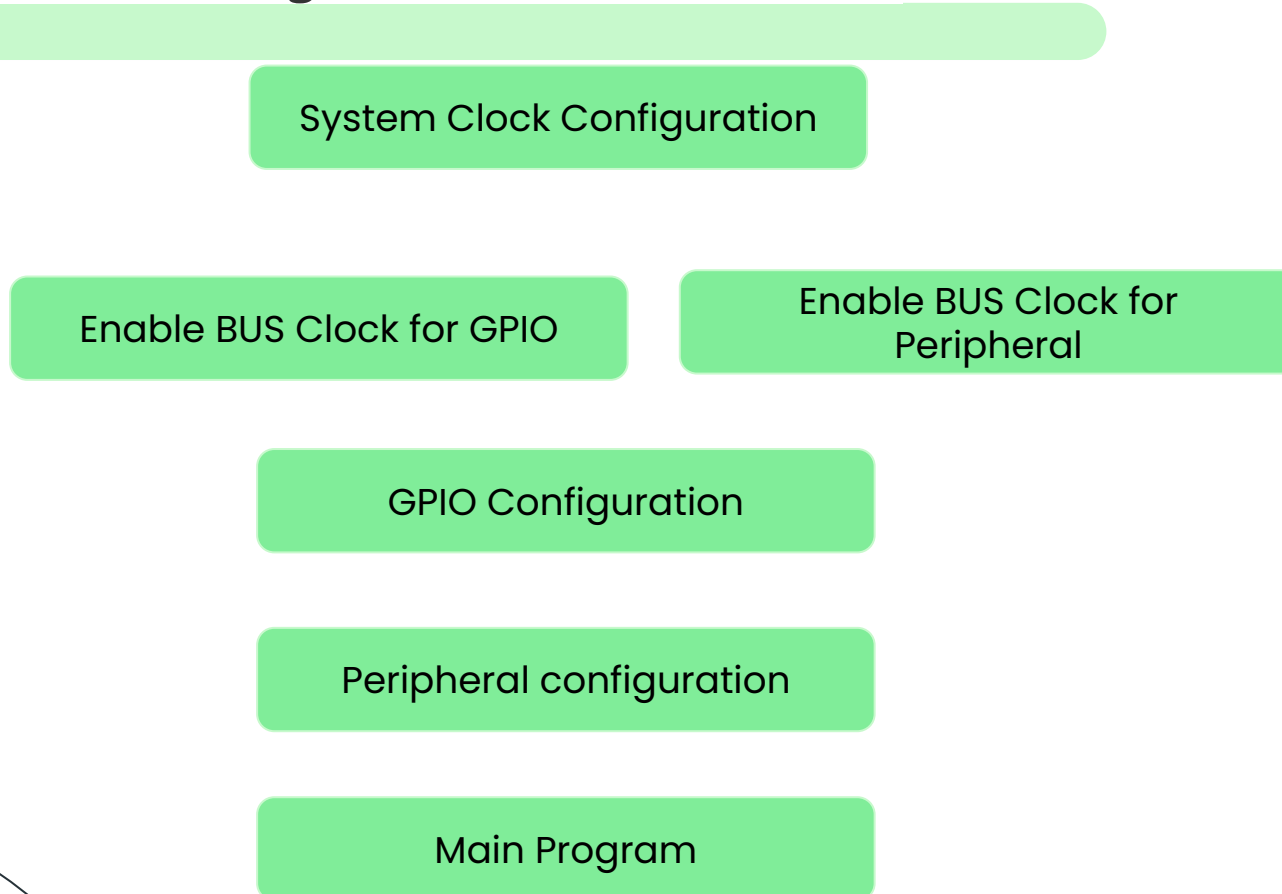 System Clock Configuration
Enable BUS Clock for GPIO
Enable BUS Clock for
Peripheral
GPIO Configuration
Peripheral configuration
Main Program